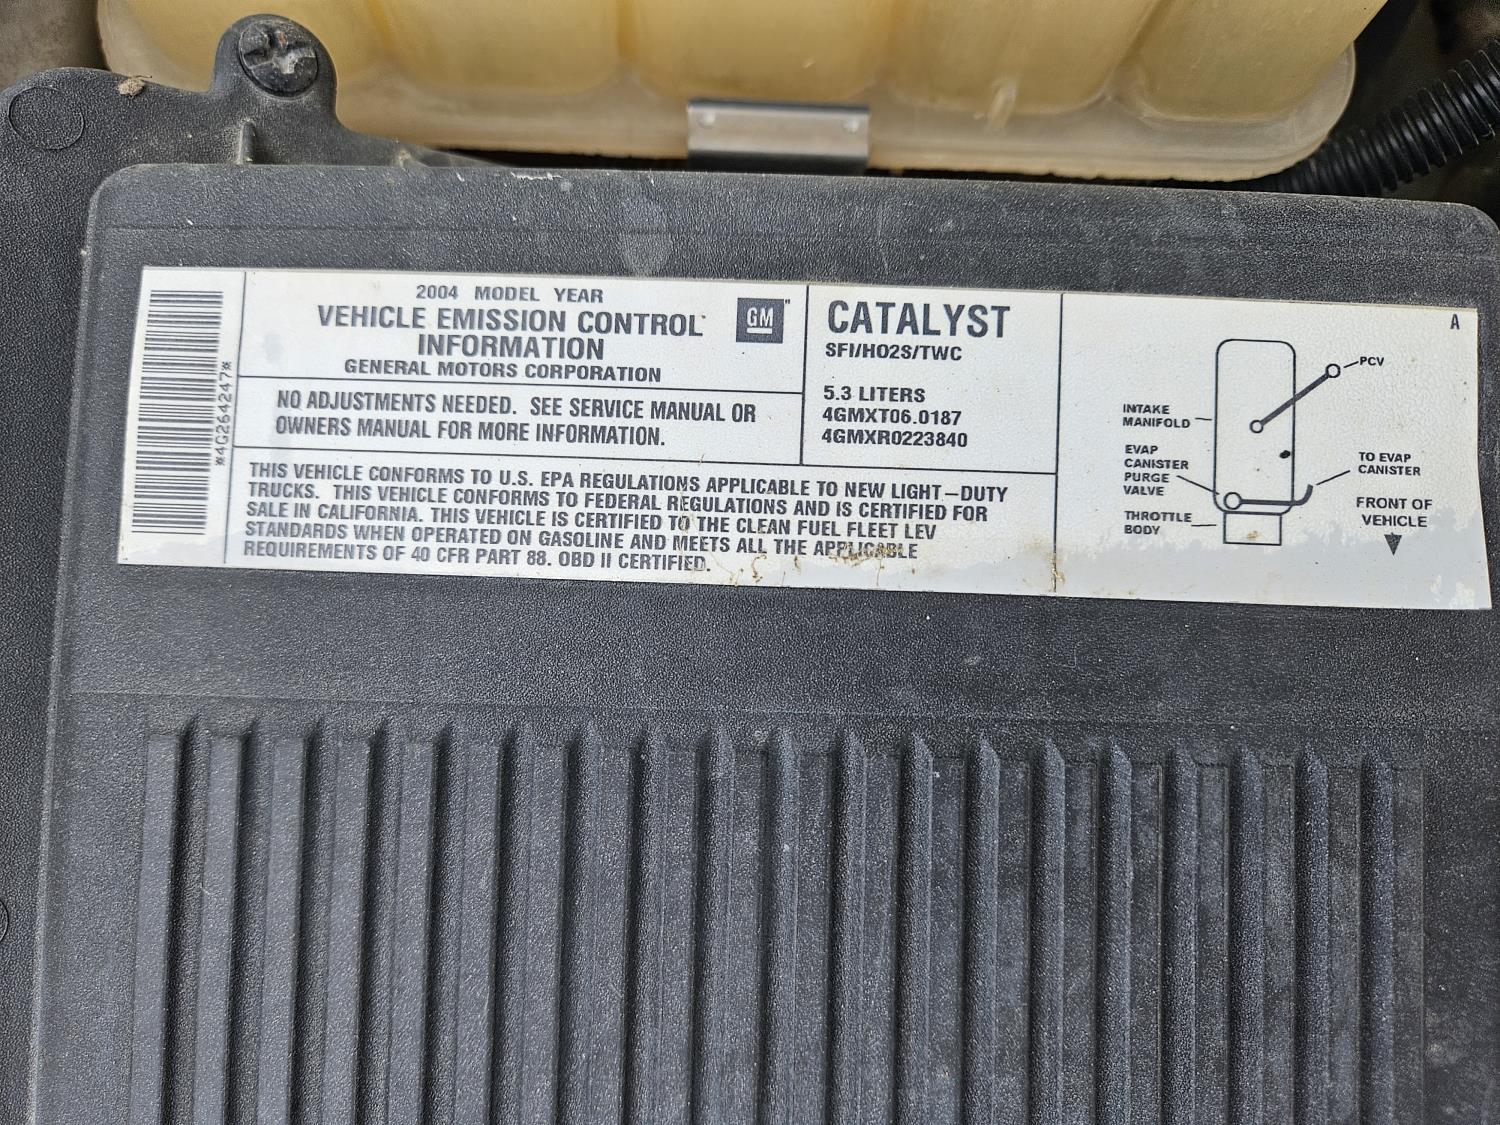 *4G264247*
2004 MODEL YEAR
VEHICLE EMISSION CONTROL
INFORMATION
GENERAL MOTORS CORPORATION
GM
NO ADJUSTMENTS NEEDED. SEE SERVICE MANUAL OR
OWNERS MANUAL FOR MORE INFORMATION.
CATALYST
SFI/HO2S/TWC
5.3 LITERS
4GMXT06.0187
4GMXR0223840
THIS VEHICLE CONFORMS TO U.S. EPA REGULATIONS APPLICABLE TO NEW LIGHT-DUTY
TRUCKS. THIS VEHICLE CONFORMS TO FEDERAL REGULATIONS AND IS CERTIFIED FOR
SALE IN CALIFORNIA. THIS VEHICLE IS CERTIFIED TO THE CLEAN FUEL FLEET LEV
STANDARDS WHEN OPERATED ON GASOLINE AND MEETS ALL THE APPLICABLE
REQUIREMENTS OF 40 CFR PART 88. OBD II CERTIFIED.
A
PCV
INTAKE
MANIFOLD
EVAP
CANISTER
PURGE
VALVE
THROTTLE
BODY
TO EVAP
CANISTER
FRONT OF
VEHICLE